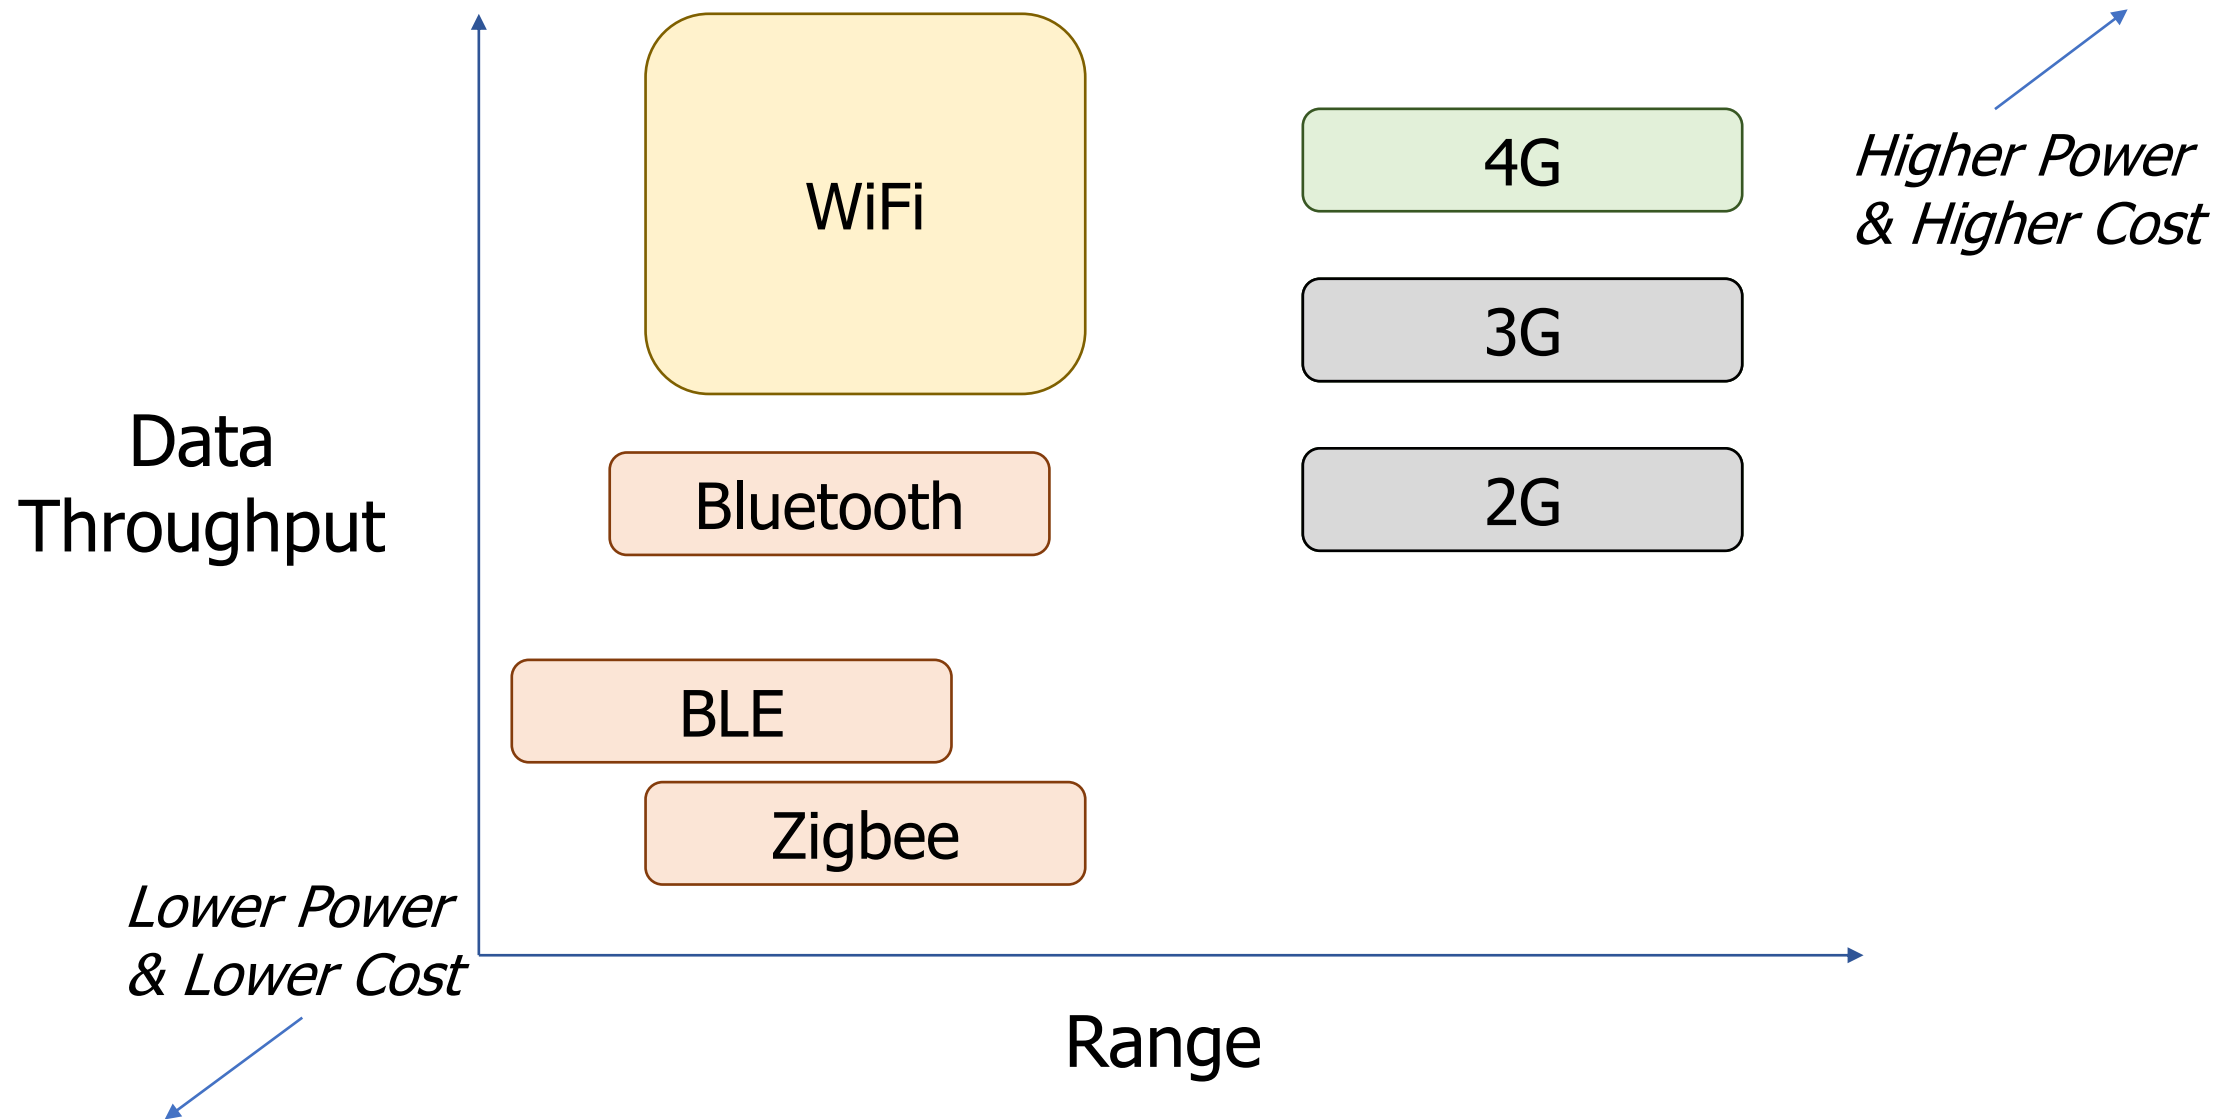 WiFi
4G
Higher Power
& Higher Cost
3G
Data
Throughput
Bluetooth
2G
BLE
Zigbee
Lower Power
& Lower Cost
Range